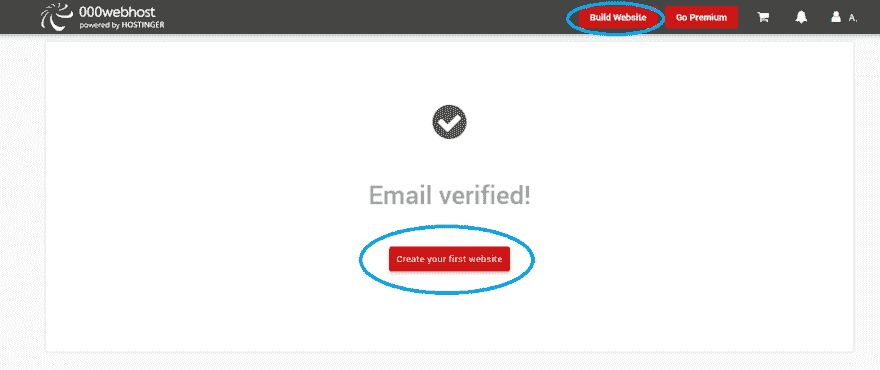 000webhost
powered by HOSTINGER
Build Website
Go Premium
A,
Email verified!
Create your first website